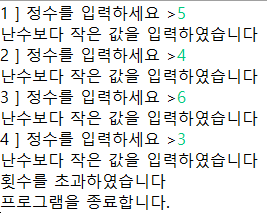 1 ] 정수를 입력하세요 >5
난수보다 작은 값을 입력하였습니다
2 ] 정수를 입력하세요 >4
난수보다 작은 값을 입력하였습니다
3 ] 정수를 입력하세요 >6
난수보다 작은 값을 입력하였습니다
4 ] 정수를 입력하세요 >3
난수보다 작은 값을 입력하였습니다
횟수를 초과하였습니다
프로그램을 종료합니다.